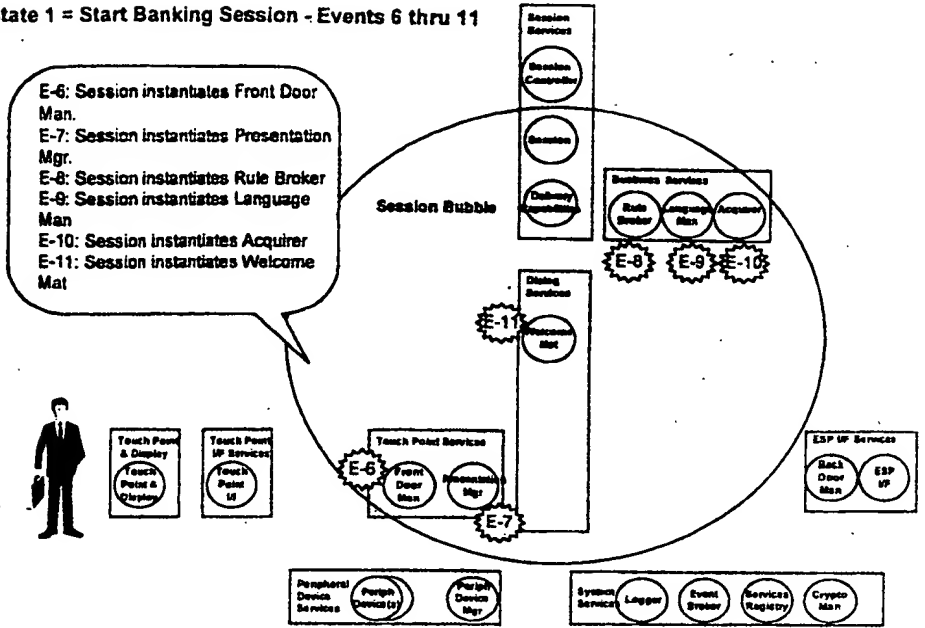 tate 1 = Start Banking Session - Events 6 thru 11
E-6: Session instantiates Front Door
Man.
E-7: Session instantiates Presentation
Mgr.
E-8: Session instantiates Rule Broker
E-9: Session instantiates Language
Man
E-10: Session instantiates Acquirer
E-11: Session instantiates Welcome
Mat
Session
Services
Session
Controller
Session
Delivery
Capabilities
Session Bubble
Business Services
Rule
Broker
Language
Man
Acquirer
E-8
E-9
E-10
Dialog
Services
E-11
Welcome
Mat
Touch Point
& Display
Touch
Point &
Display
Touch Point
I/F Services
Touch
Point
I/f
Touch Point Services
E-6
Front
Door
Man
Presentation
Mgr
E-7
ESP I/F Services
Back
Door
Man
ESP
I/F
Peripheral
Device
Services
Periph
Device(s)
Periph
Device
Mgr
System
Services
Logger
Event
Broker
Services
Registry
Crypto
Man